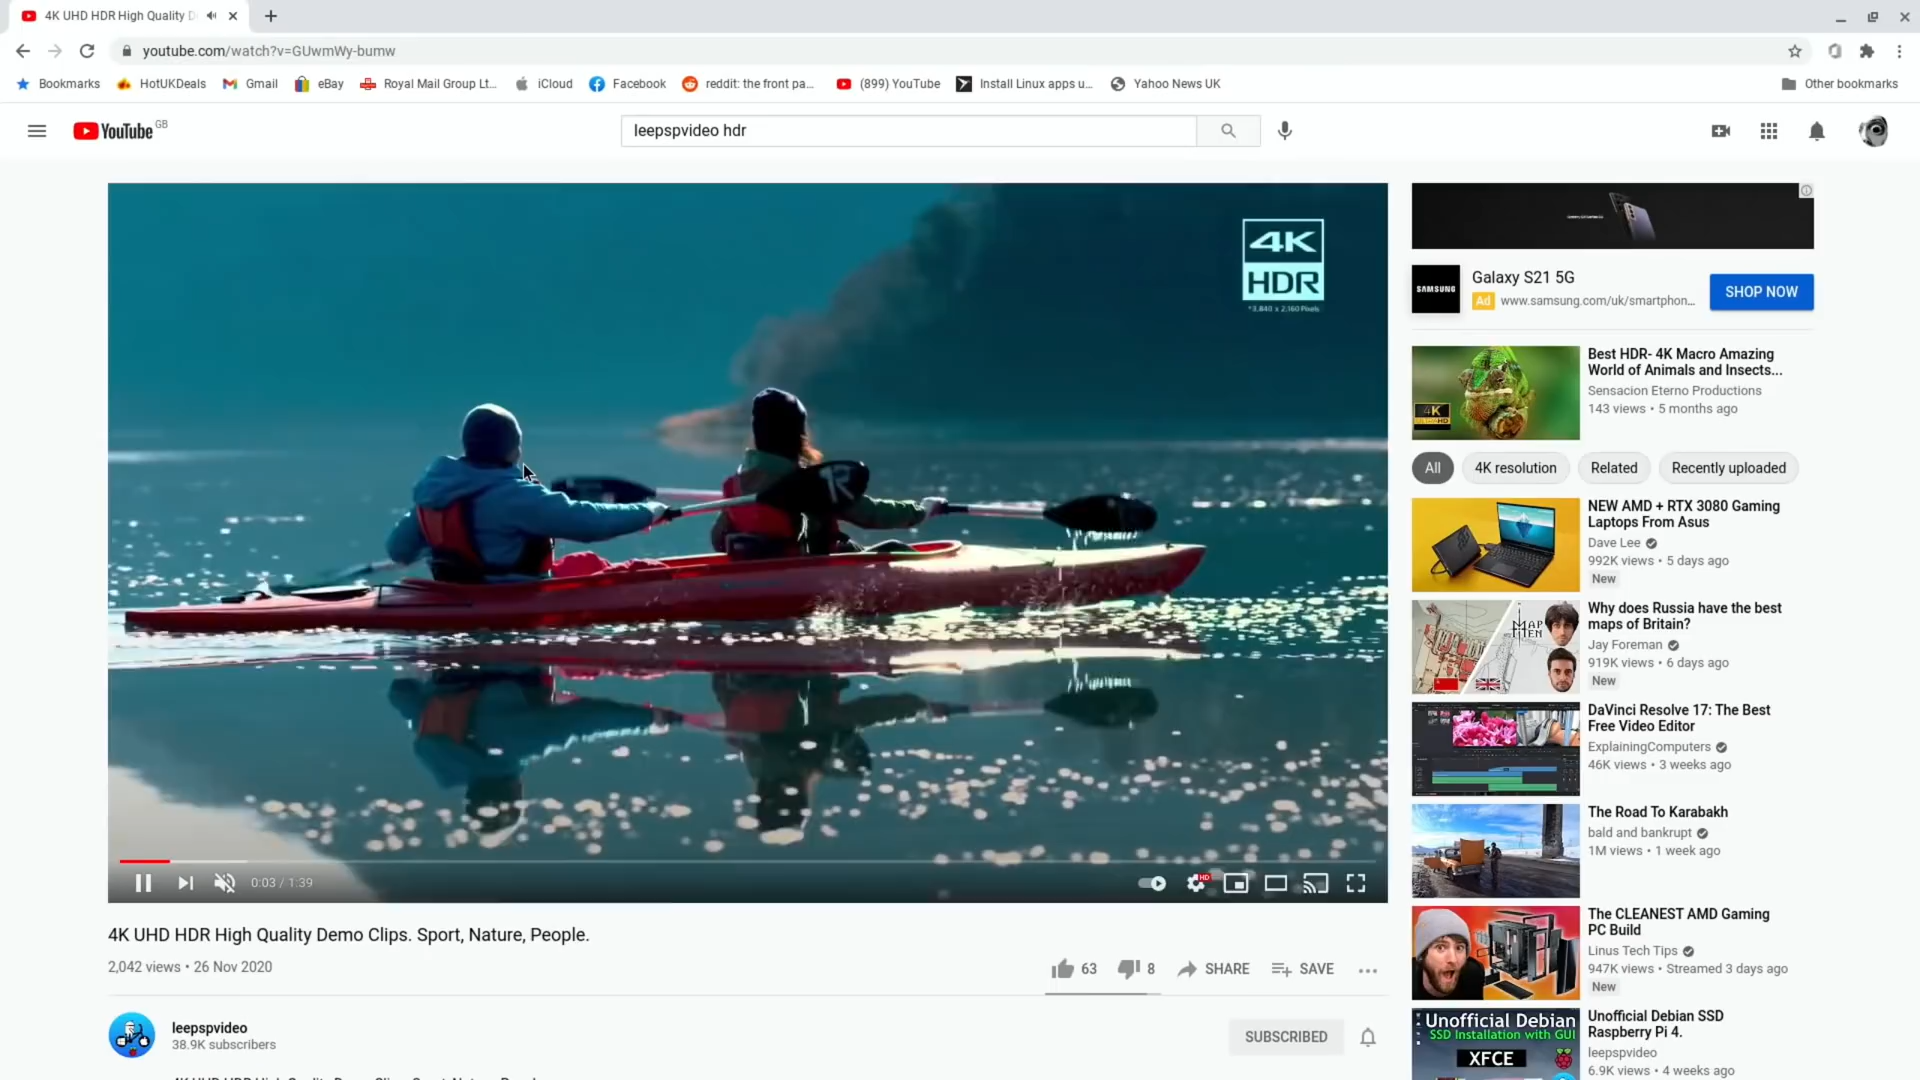 4K UHD HDR High Quality D
youtube.com/watch?v=GUwmWy-bumw
Bookmarks
HotUKDeals
Gmail
eBay
Royal Mail Group Lt...
iCloud
Facebook
reddit: the front pa...
(899) YouTube
Install Linux apps u...
Yahoo News UK
Other bookmarks
YouTube GB
leepspvideo hdr
4K
HDR
*3,840 x 2,160 Pixels
R
0:03 / 1:39
HD
4K UHD HDR High Quality Demo Clips. Sport, Nature, People.
2,042 views • 26 Nov 2020
63
8
SHARE
SAVE
leepspvideo
38.9K subscribers
SUBSCRIBED
SAMSUNG
Galaxy S21 5G
Ad www.samsung.com/uk/smartphon...
SHOP NOW
4K
Best HDR- 4K Macro Amazing
World of Animals and Insects...
Sensacion Eterno Productions
143 views • 5 months ago
All
4K resolution
Related
Recently uploaded
NEW AMD + RTX 3080 Gaming
Laptops From Asus
Dave Lee
992K views • 5 days ago
New
MAP
MEN
Why does Russia have the best
maps of Britain?
Jay Foreman
919K views • 6 days ago
New
DaVinci Resolve 17: The Best
Free Video Editor
ExplainingComputers
46K views • 3 weeks ago
The Road To Karabakh
bald and bankrupt
1M views • 1 week ago
The CLEANEST AMD Gaming
PC Build
Linus Tech Tips
947K views • Streamed 3 days ago
New
Unofficial Debian
SSD Installation with GUI
XFCE
Unofficial Debian SSD
Raspberry Pi 4.
leepspvideo
6.9K views • 4 weeks ago